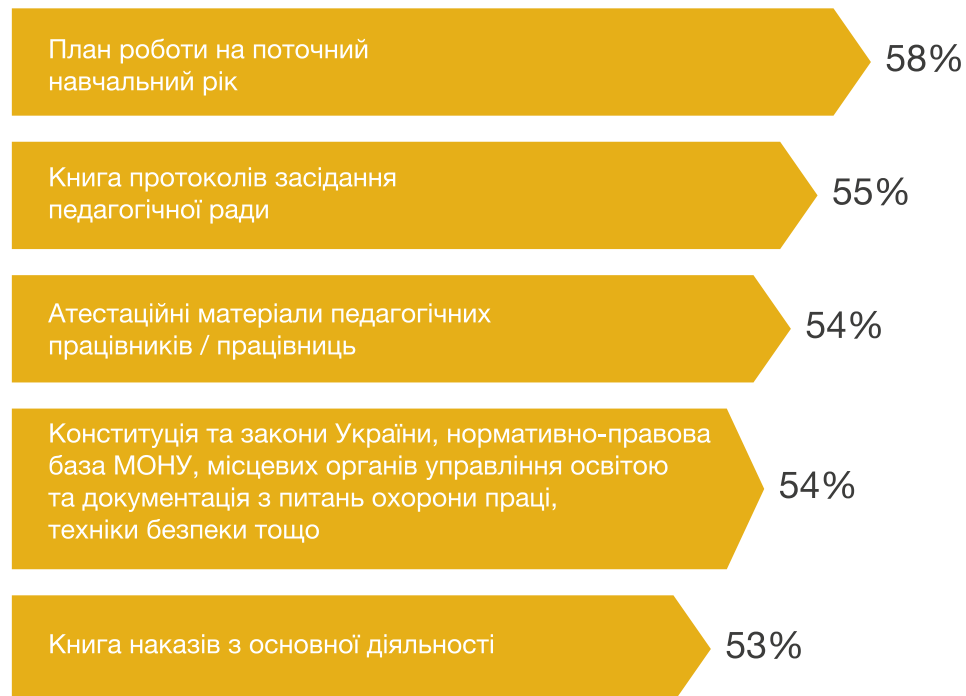 План роботи на поточний
навчальний рік
58%
Книга протоколів засідання
педагогічної ради
55%
Атестаційні матеріали педагогічних
працівників / працівниць
54%
Конституція та закони України, нормативно-правова
база МОНУ, місцевих органів управління освітою
та документація з питань охорони праці,
техніки безпеки тощо
54%
Книга наказів з основної діяльності
53%